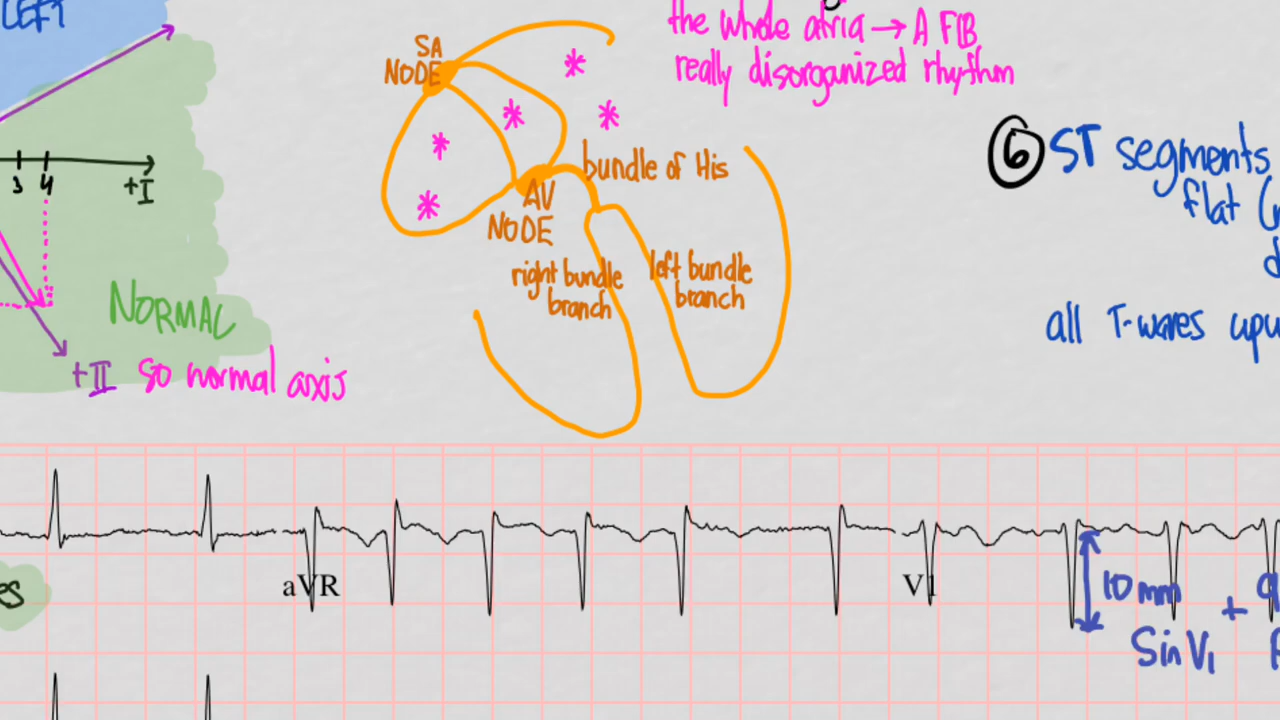 LEFT
3 4
+I
NORMAL
+II so normal axis
SA
NODE
AV
NODE
bundle of His
right bundle
branch
left bundle
branch
the whole atria → A FIB
really disorganized rhythm
6 ST segments
flat
all T-waves
aVR
V1
10 mm
S in V1
+